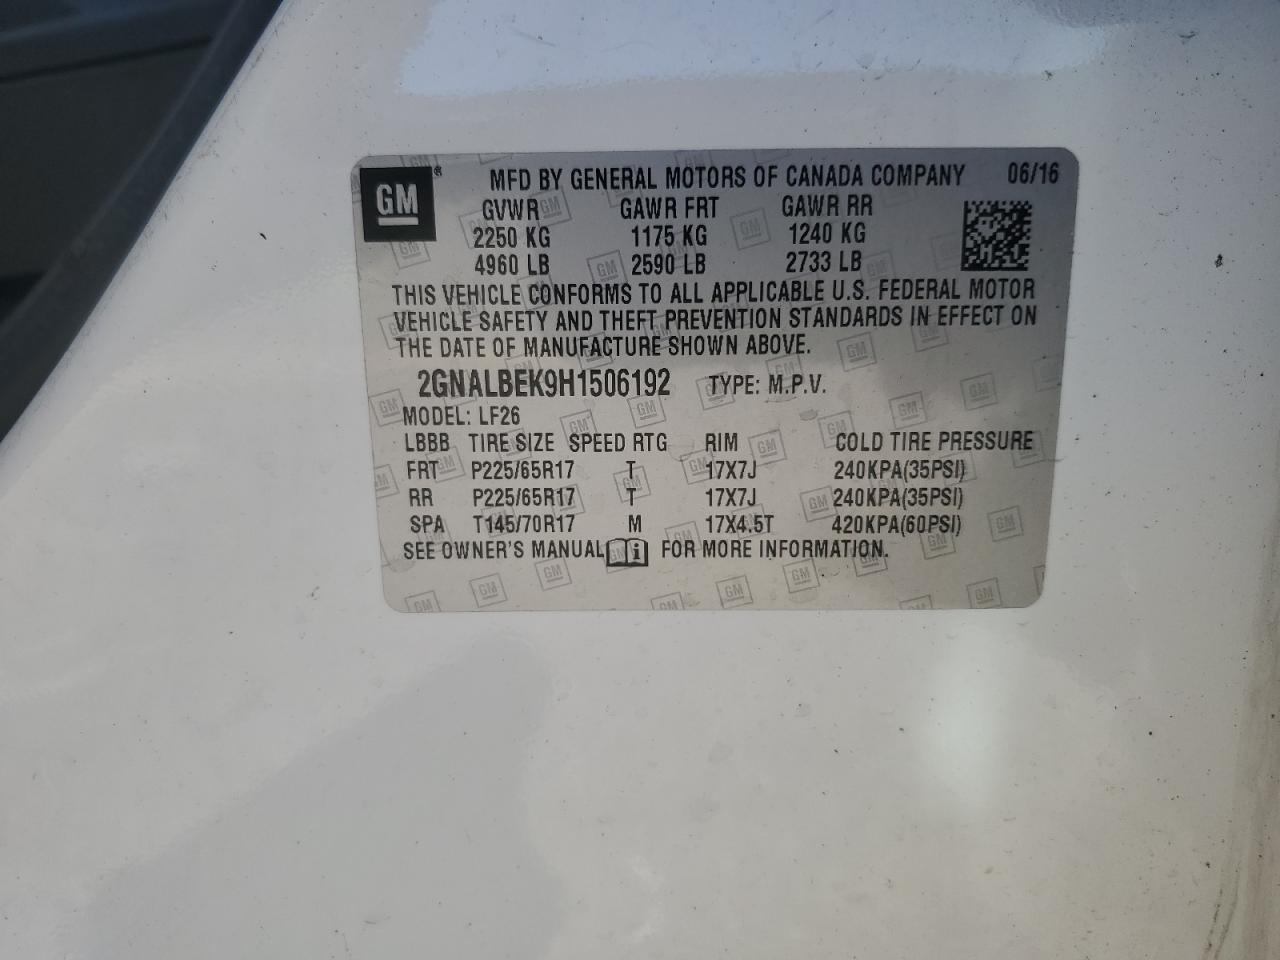 GM ® MFD BY GENERAL MOTORS OF CANADA COMPANY 06/16
GVWR GAWR FRT GAWR RR
2250 KG 1175 KG 1240 KG
4960 LB 2590 LB 2733 LB
THIS VEHICLE CONFORMS TO ALL APPLICABLE U.S. FEDERAL MOTOR
VEHICLE SAFETY AND THEFT PREVENTION STANDARDS IN EFFECT ON
THE DATE OF MANUFACTURE SHOWN ABOVE.
2GNALBEK9H1506192 TYPE: M.P.V.
MODEL: LF26
LBBB TIRE SIZE SPEED RTG RIM COLD TIRE PRESSURE
FRT P225/65R17 T 17X7J 240KPA(35PSI)
RR P225/65R17 T 17X7J 240KPA(35PSI)
SPA T145/70R17 M 17X4.5T 420KPA(60PSI)
SEE OWNER'S MANUAL i FOR MORE INFORMATION.